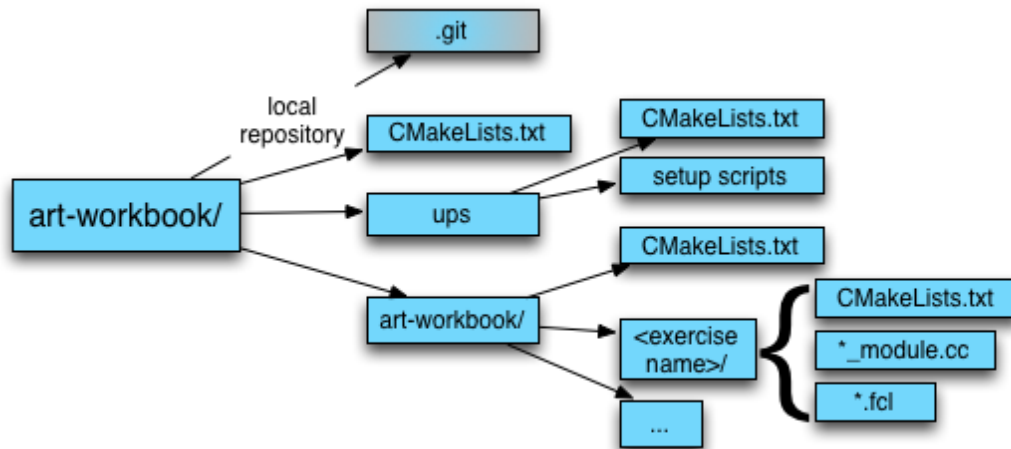 .git
local
repository
CMakeLists.txt
CMakeLists.txt
setup scripts
art-workbook/
ups
CMakeLists.txt
art-workbook/
<exercise
name>/
CMakeLists.txt
*_module.cc
*.fcl
...